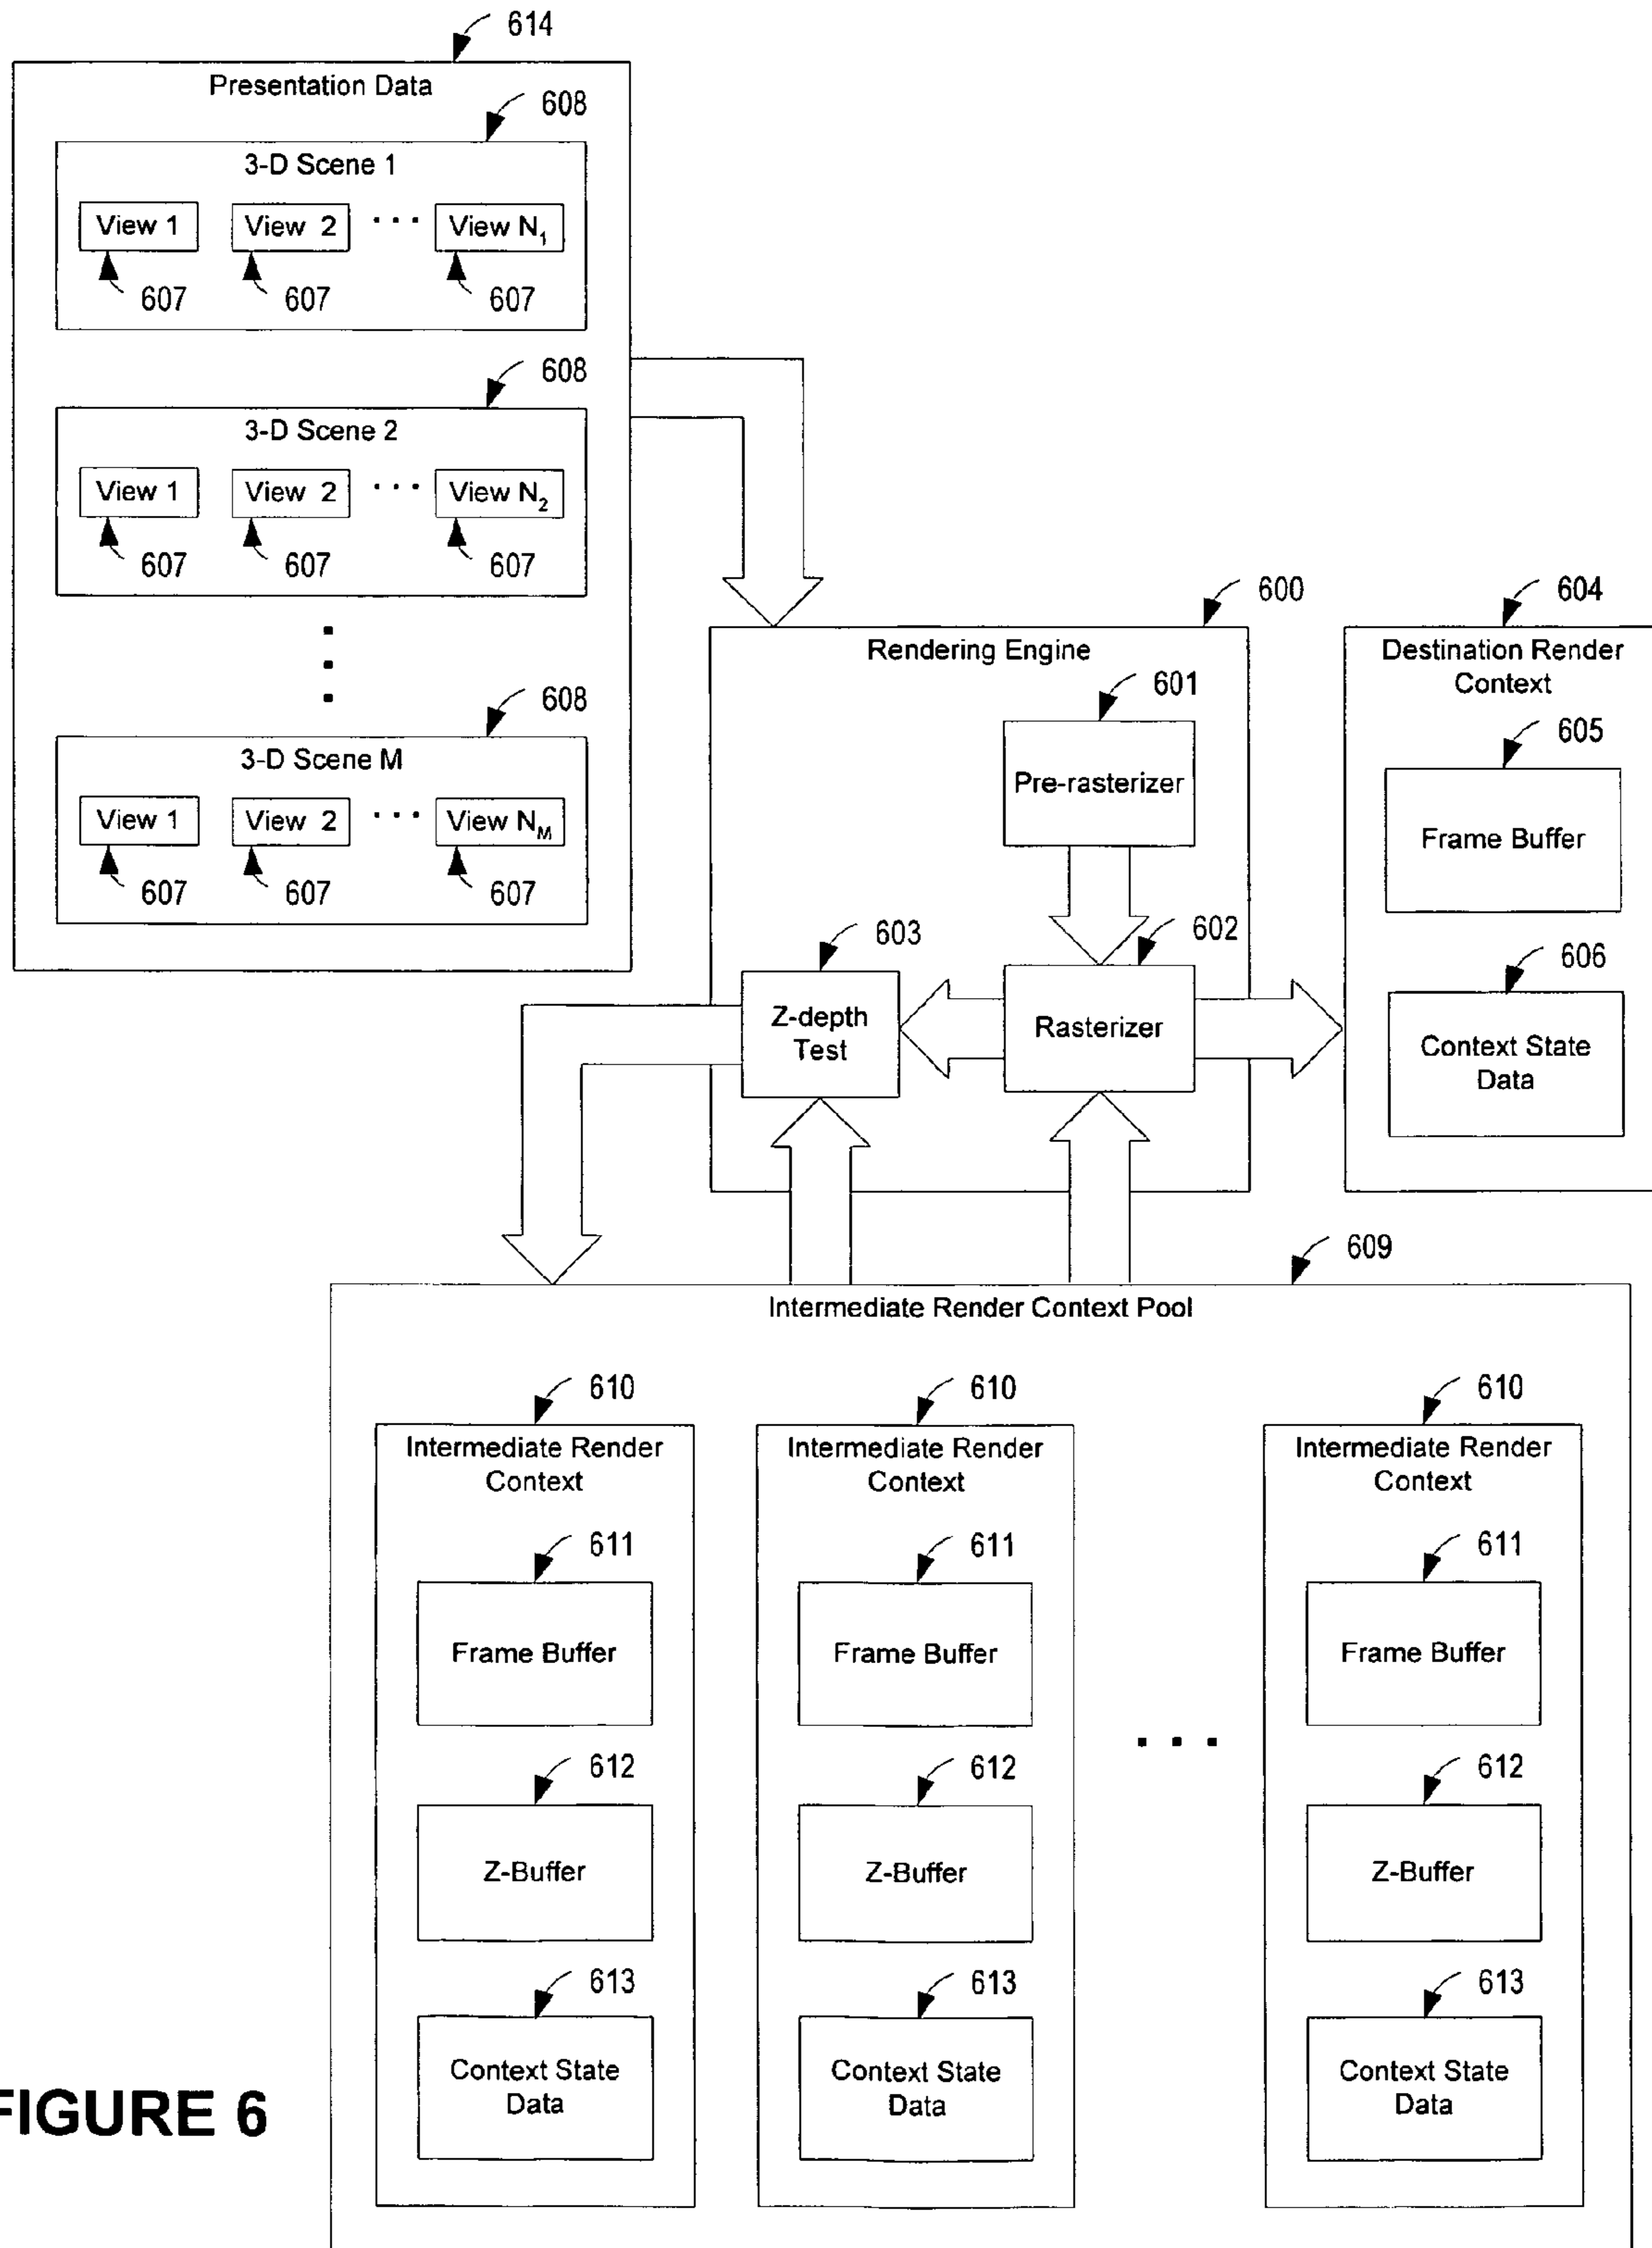 614
Presentation Data
608
3-D Scene 1
View 1 View 2 ... View N₁
607 607 607
608
3-D Scene 2
View 1 View 2 ... View N₂
607 607 607
608
3-D Scene M
View 1 View 2 ... View Nₘ
607 607 607
600
Rendering Engine
601
Pre-rasterizer
602
Rasterizer
603
Z-depth
Test
604
Destination Render
Context
605
Frame Buffer
606
Context State
Data
609
Intermediate Render Context Pool
610
Intermediate Render
Context
611
Frame Buffer
612
Z-Buffer
613
Context State
Data
610
Intermediate Render
Context
611
Frame Buffer
612
Z-Buffer
613
Context State
Data
...
610
Intermediate Render
Context
611
Frame Buffer
612
Z-Buffer
613
Context State
Data
FIGURE 6